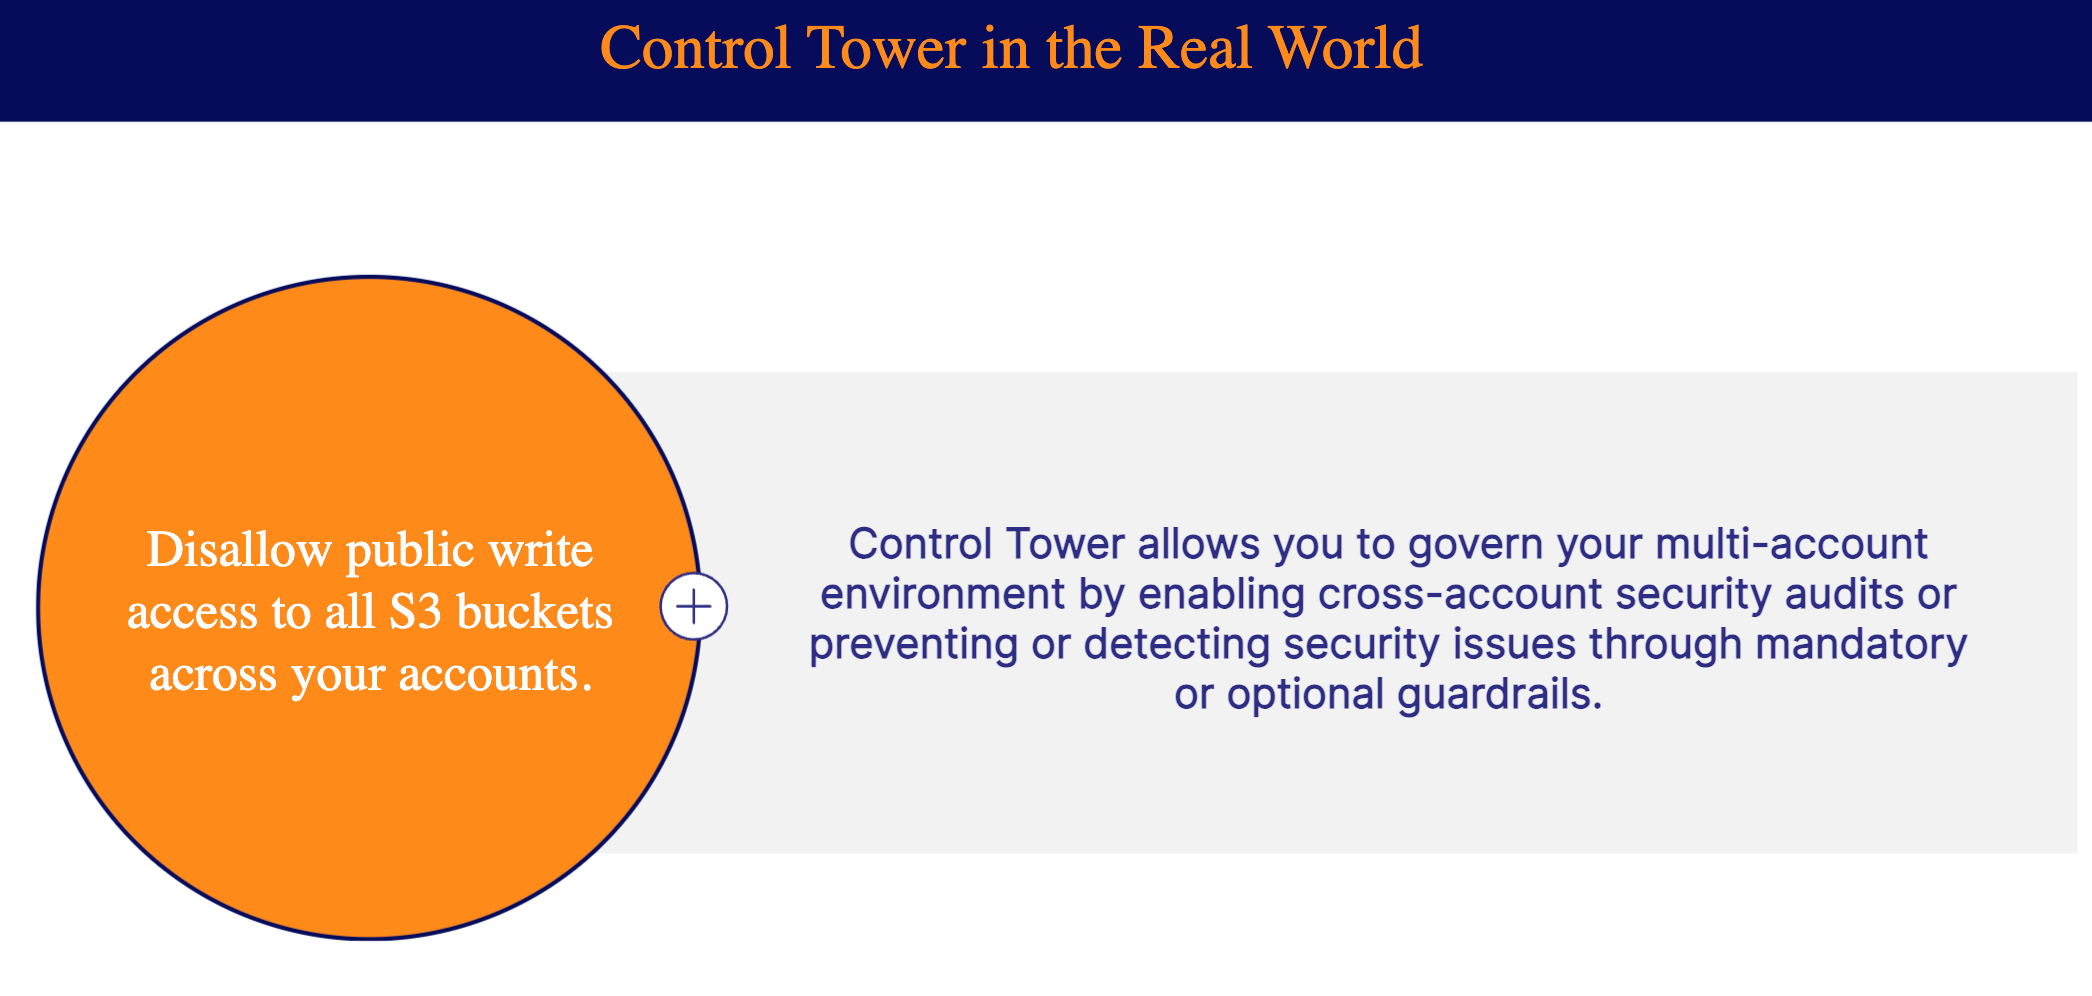 Control Tower in the Real World
Disallow public write
access to all S3 buckets
across your accounts.
Control Tower allows you to govern your multi-account
environment by enabling cross-account security audits or
preventing or detecting security issues through mandatory
or optional guardrails.